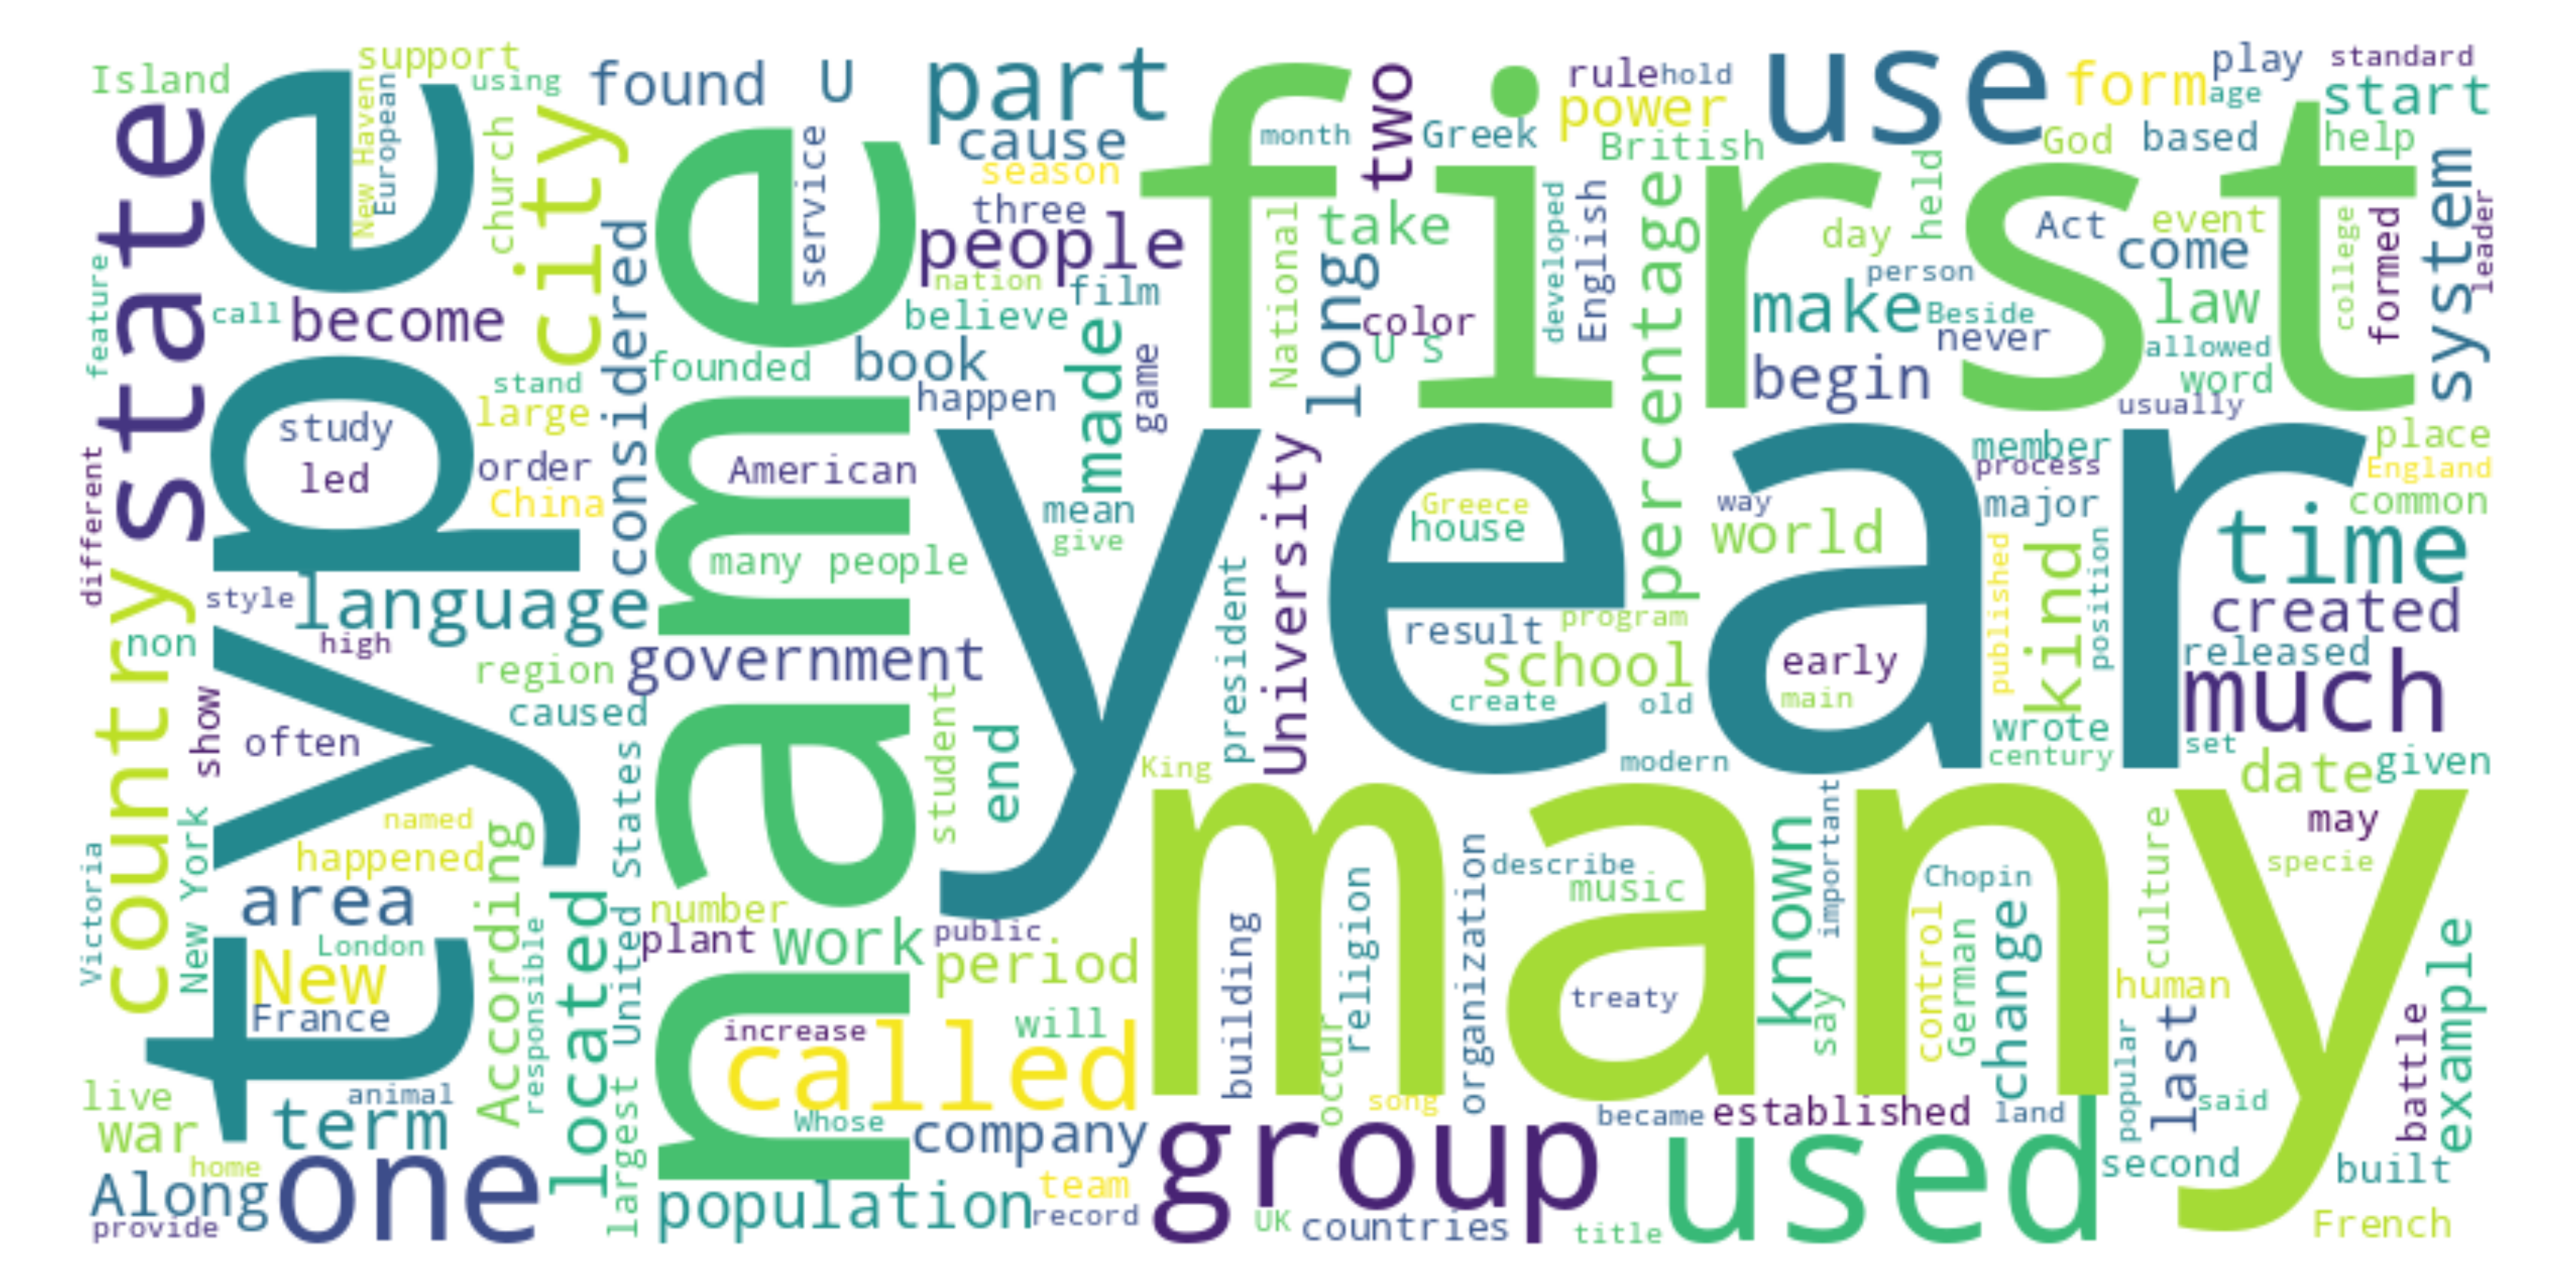 Island
support
using
found
U
part
first
two
rule
hold
power
use
form
age
play
standard
start
state
type
New Haven
European
church
city
service
cause
season
month
Greek
British
God
based
help
three
people
nation
National
take
long
developed
English
percentage
day
held
Act
event
come
college
formed
system
leader
feature
call
become
considered
name
believe
film
made
game
color
U S
make
person
Beside
never
law
allowed
word
usually
founded
book
happen
begin
stand
large
study
led
order
China
American
many people
mean
give
year
University
Greece
house
way
world
member
process
major
place
England
common
different
country
style
language
non
high
region
government
president
result
program
school
create
old
early
main
published
kind
position
time
created
released
much
show
often
caused
student
end
King
modern
wrote
century
set
date
given
named
happened
Victoria
New York
area
According
located
largest United States
number
plant
work
public
period
many
describe
music
known
important
Chopin
culture
may
specie
New
London
France
responsible
increase
called
will
building
occur
religion
organization
treaty
say
control
German
change
human
popular
last
battle
example
live
war
animal
term
Whose
company
song
became
established
land
said
home
Along
provide
one
population
team
record
group
UK
countries
title
used
second
built
French